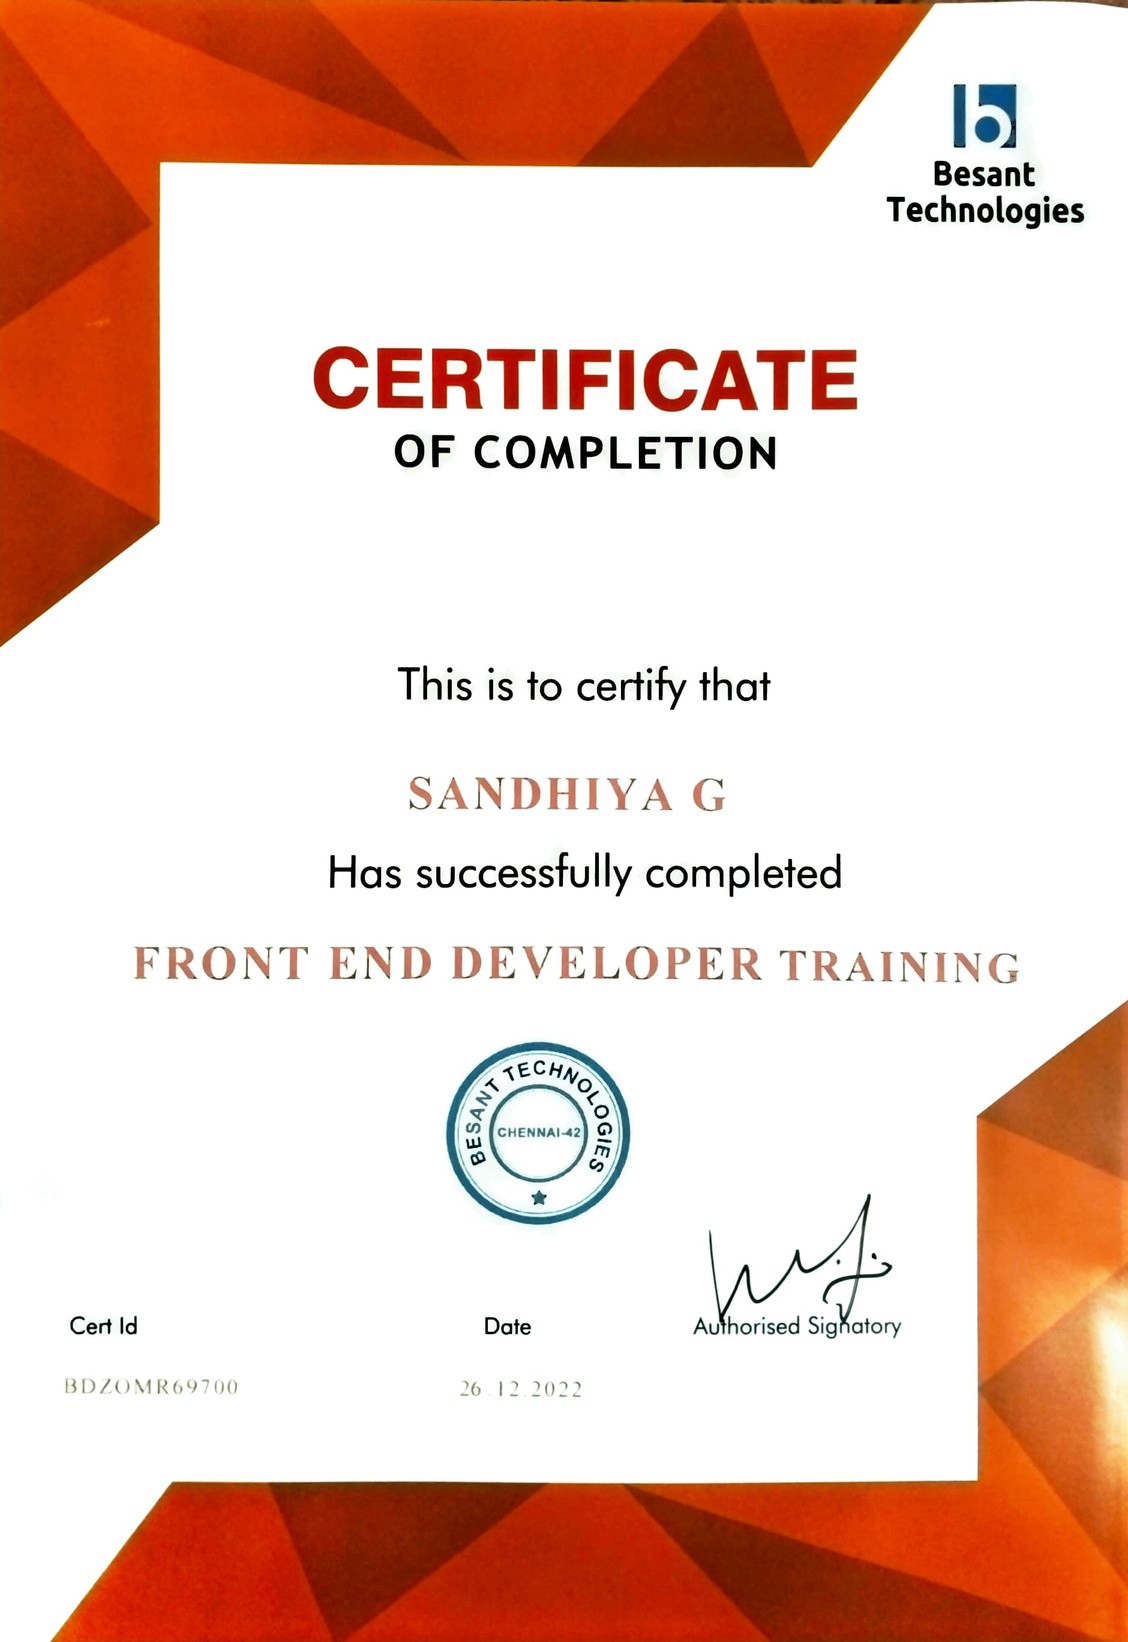 Besant
Technologies
CERTIFICATE
OF COMPLETION
This is to certify that
SANDHIYA G
Has successfully completed
FRONT END DEVELOPER TRAINING
BESANT TECHNOLOGIES
CHENNAI-42
Cert Id
Date
Authorised Signatory
BDZOMR69700
26.12.2022